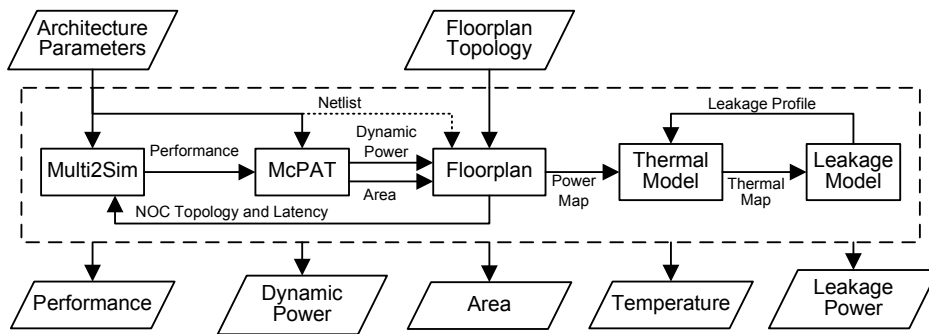 Architecture
Parameters
Floorplan
Topology
Netlist
Leakage Profile
Dynamic
Power
Performance
Multi2Sim
McPAT
Floorplan
Thermal
Model
Leakage
Model
Area
Power
Map
Thermal
Map
NOC Topology and Latency
Performance
Dynamic
Power
Area
Temperature
Leakage
Power